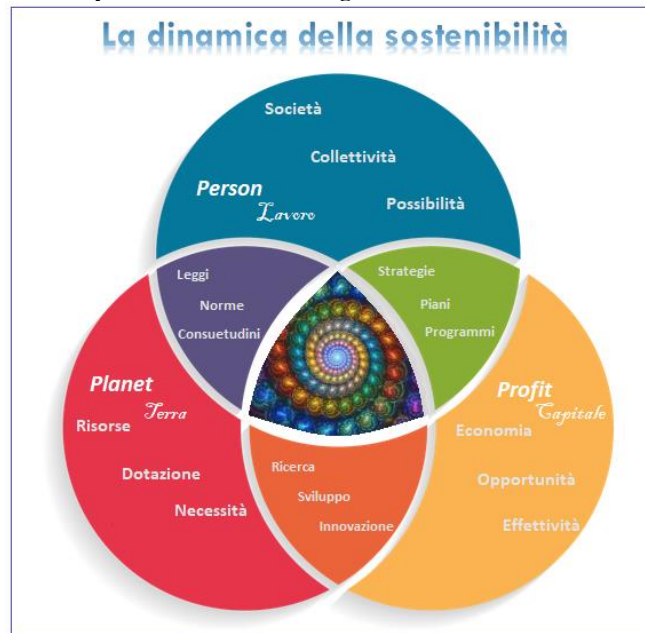 La dinamica della sostenibilità
Società
Collettività
Person
Lavoro
Possibilità
Leggi
Norme
Consuetudini
Strategie
Piani
Programmi
Planet
Terra
Risorse
Dotazione
Necessità
Profit
Capitale
Economia
Opportunità
Effettività
Ricerca
Sviluppo
Innovazione